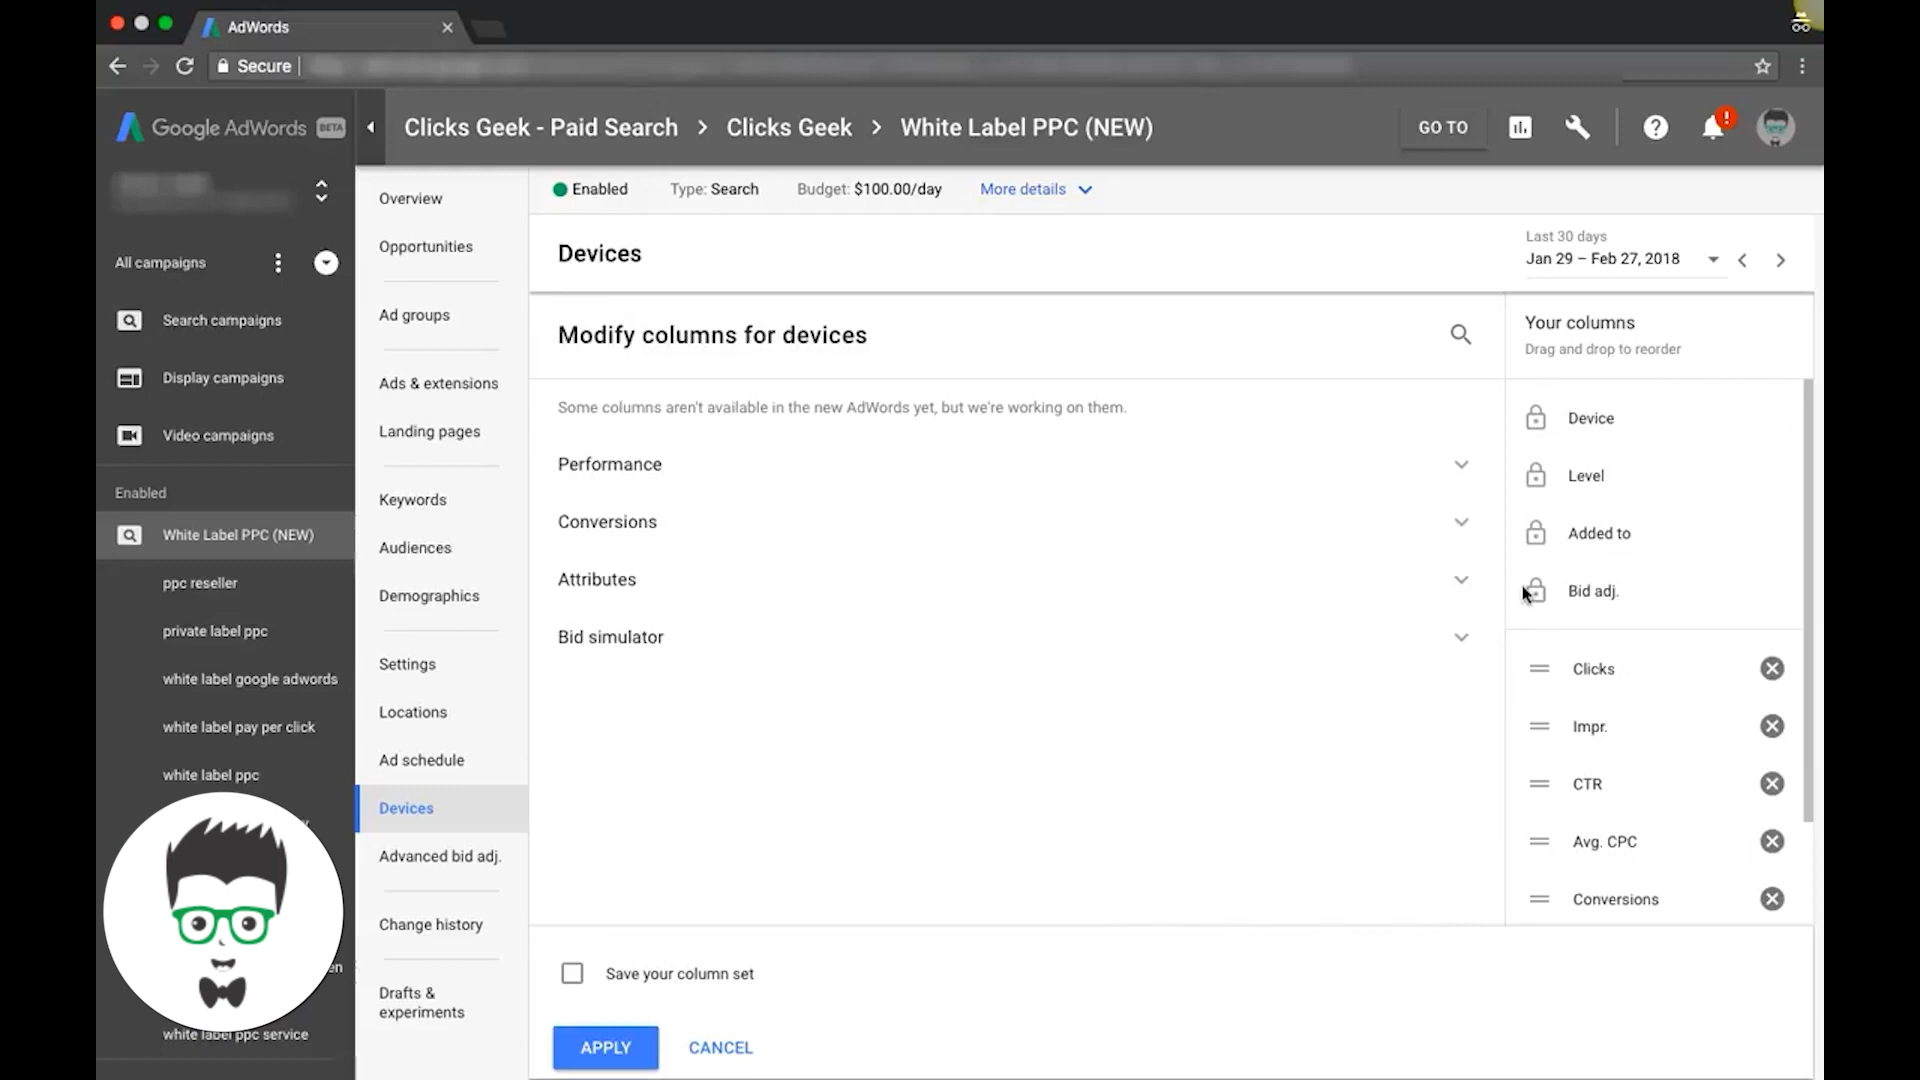 AdWords
Secure
Google AdWords BETA
Clicks Geek - Paid Search > Clicks Geek > White Label PPC (NEW)
GO TO
!
All campaigns
Search campaigns
Display campaigns
Video campaigns
Enabled
White Label PPC (NEW)
ppc reseller
private label ppc
white label google adwords
white label pay per click
white label ppc
white label ppc service
Overview
Opportunities
Ad groups
Ads & extensions
Landing pages
Keywords
Audiences
Demographics
Settings
Locations
Ad schedule
Devices
Advanced bid adj.
Change history
Drafts &
experiments
Enabled Type: Search Budget: $100.00/day More details
Devices
Last 30 days
Jan 29 – Feb 27, 2018
Modify columns for devices
Some columns aren't available in the new AdWords yet, but we're working on them.
Performance
Conversions
Attributes
Bid simulator
Your columns
Drag and drop to reorder
Device
Level
Added to
Bid adj.
Clicks
Impr.
CTR
Avg. CPC
Conversions
Save your column set
APPLY CANCEL